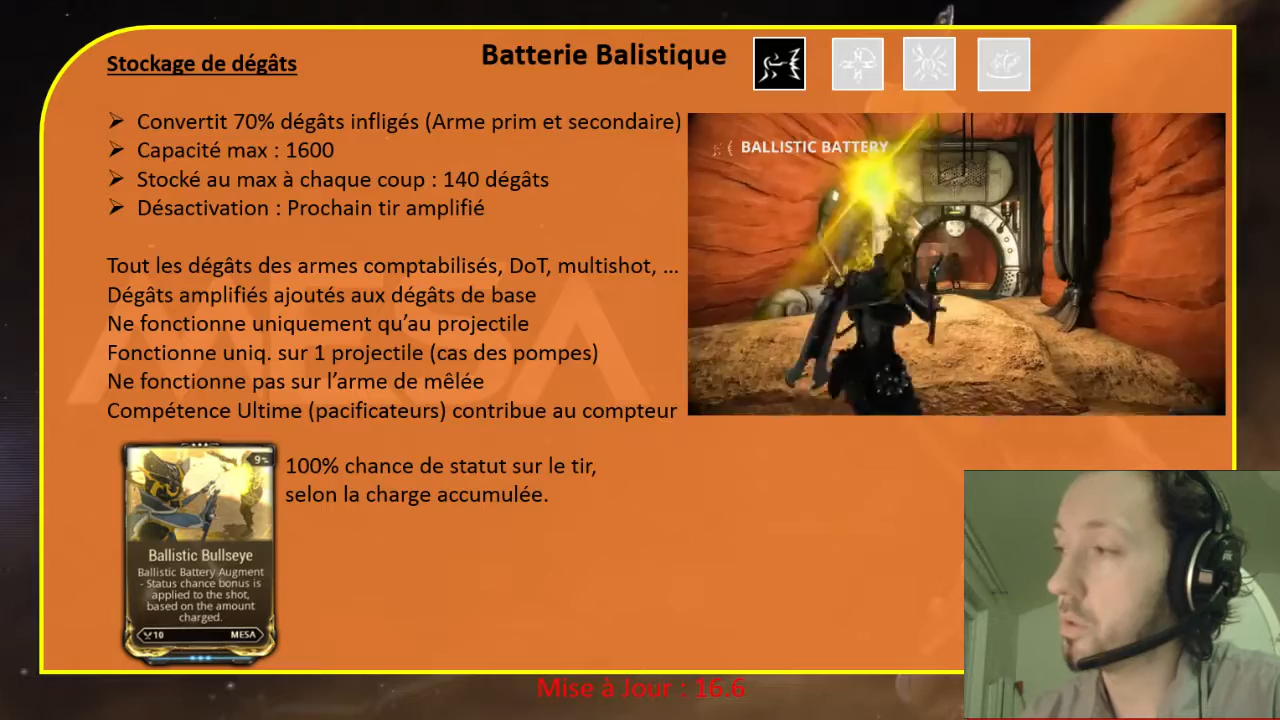 Stockage de dégâts
Batterie Balistique
➢ Convertit 70% dégâts infligés (Arme prim et secondaire)
➢ Capacité max : 1600
➢ Stocké au max à chaque coup : 140 dégâts
➢ Désactivation : Prochain tir amplifié
BALLISTIC BATTERY
Tout les dégâts des armes comptabilisés, DoT, multishot, ...
Dégâts amplifiés ajoutés aux dégâts de base
Ne fonctionne uniquement qu'au projectile
Fonctionne uniq. sur 1 projectile (cas des pompes)
Ne fonctionne pas sur l'arme de mêlée
Compétence Ultime (pacificateurs) contribue au compteur
MESA
9
100% chance de statut sur le tir,
selon la charge accumulée.
Ballistic Bullseye
Ballistic Battery Augment
- Status chance bonus is
applied to the shot,
based on the amount
charged.
10 MESA
Mise à Jour : 16.6